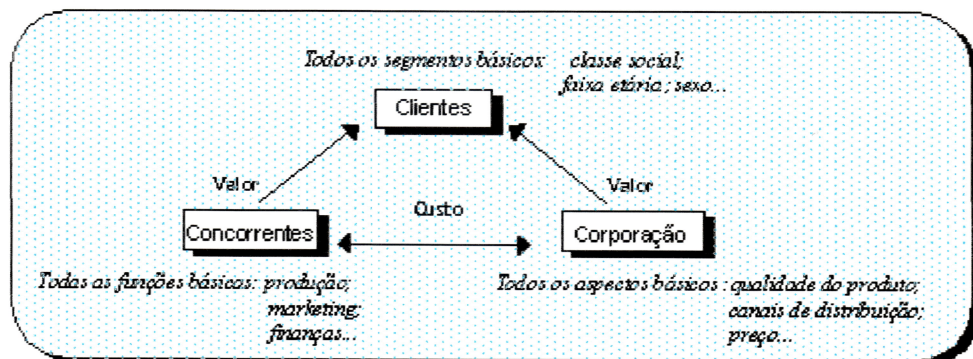 Todos os segmentos básicos: classe social;
faixa etária; sexo...
Clientes
Valor
Valor
Custo
Concorrentes
Corporação
Todas as funções básicas: produção;
marketing;
finanças...
Todos os aspectos básicos: qualidade do produto;
canais de distribuição;
preço...